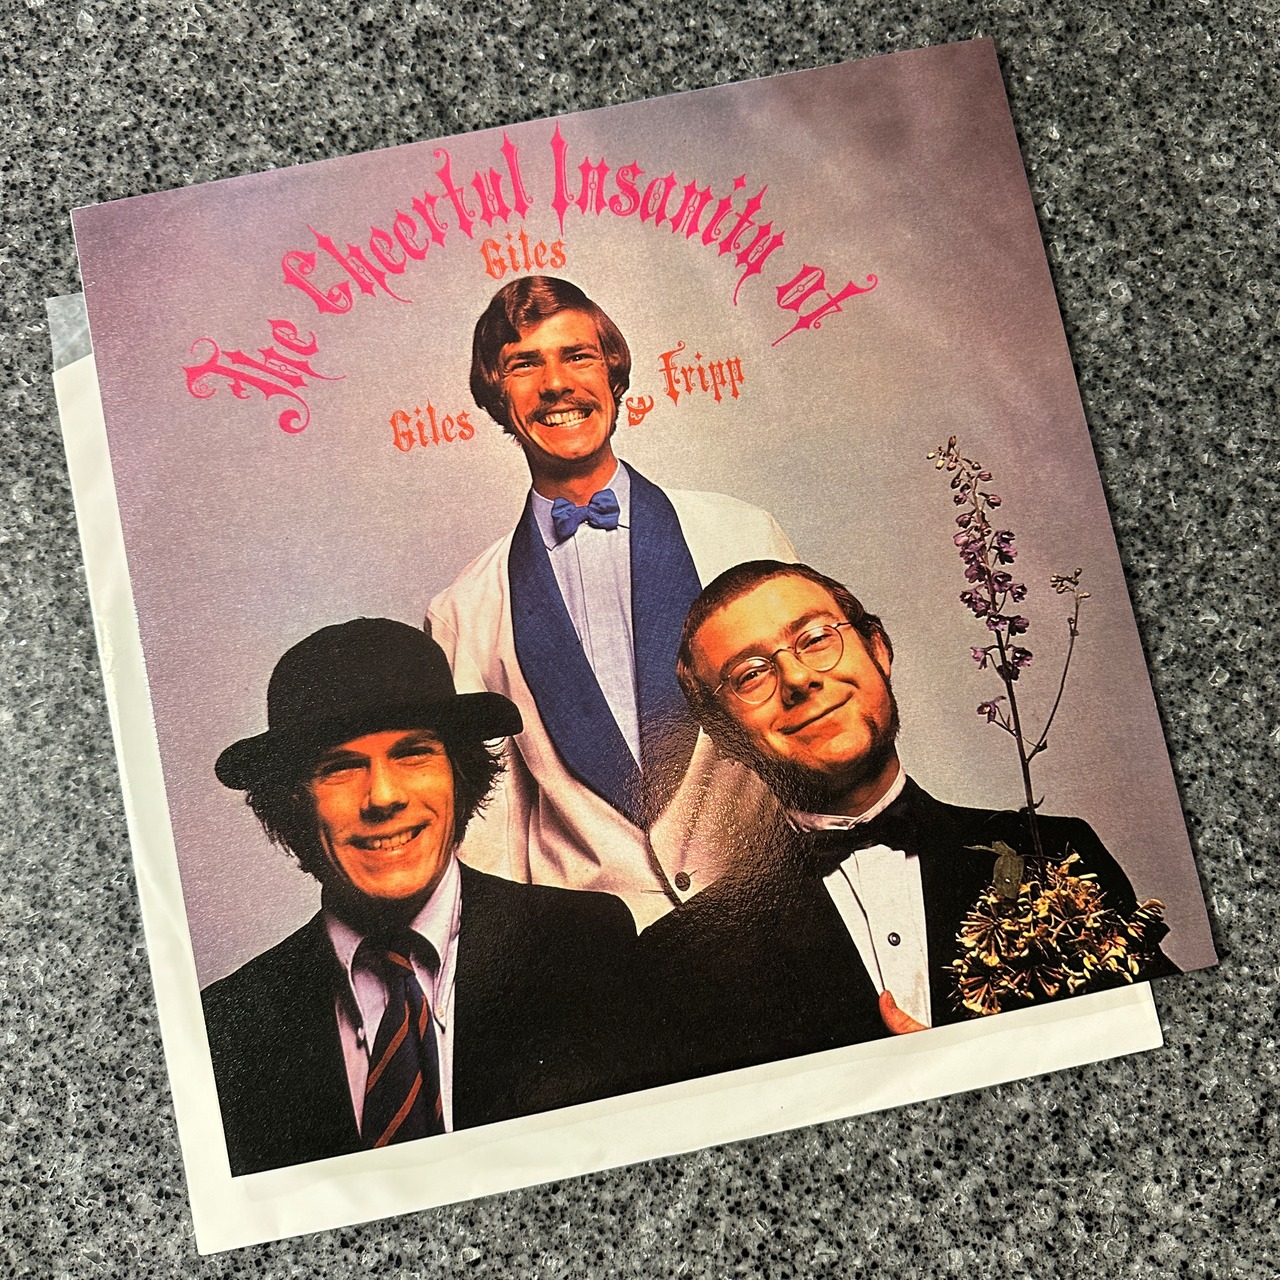 The Cheerful Insanity of
Giles
Giles & Fripp